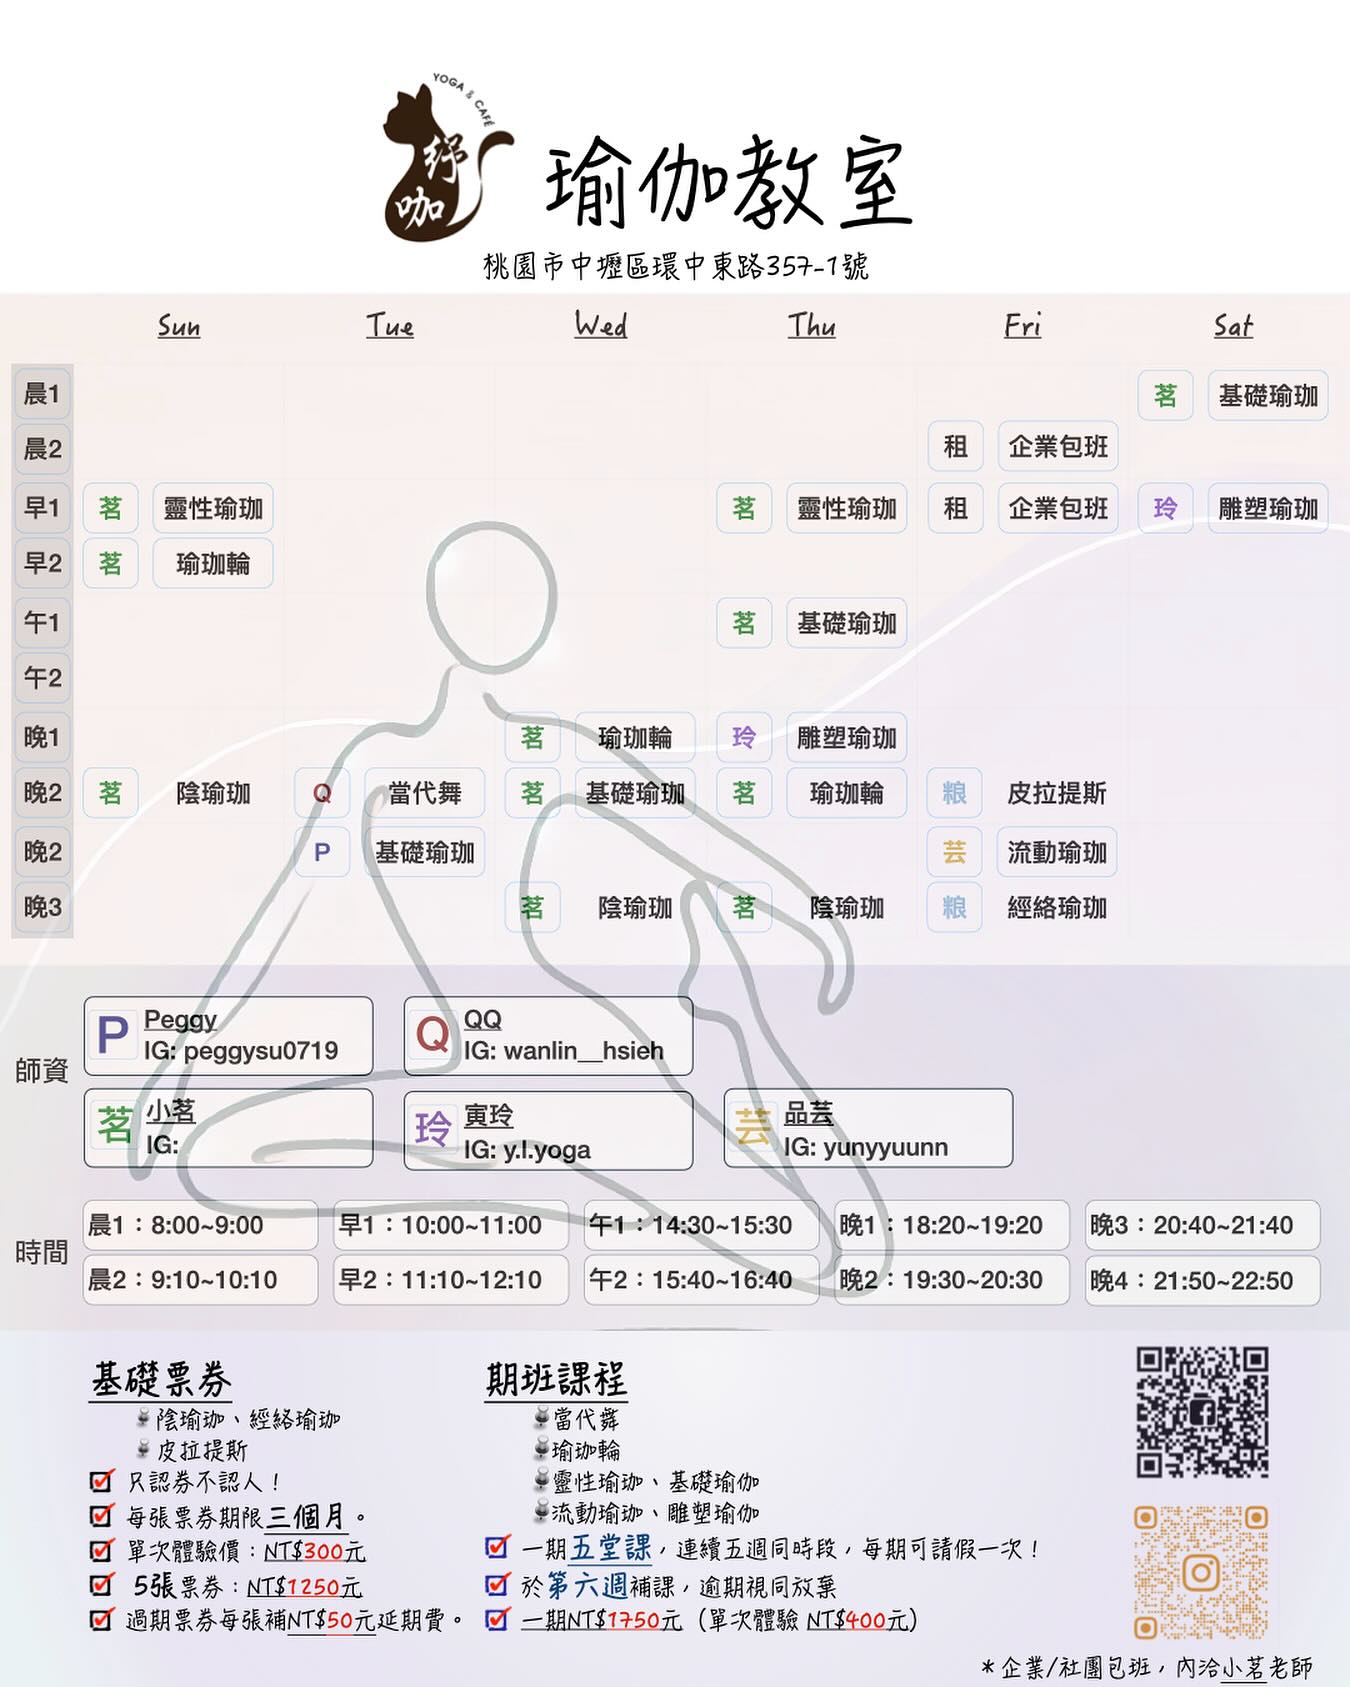 YOGA & CAFÉ
紓咖
瑜伽教室
桃園市中壢區環中東路357-1號
Sun Tue Wed Thu Fri Sat
晨1 茗 基礎瑜珈
晨2 租 企業包班
早1 茗 靈性瑜珈 茗 靈性瑜珈 租 企業包班 玲 雕塑瑜珈
早2 茗 瑜珈輪
午1 茗 基礎瑜珈
午2
晚1 茗 瑜珈輪 玲 雕塑瑜珈
晚2 茗 陰瑜珈 Q 當代舞 茗 基礎瑜珈 茗 瑜珈輪 粮 皮拉提斯
晚2 P 基礎瑜珈 芸 流動瑜珈
晚3 茗 陰瑜珈 茗 陰瑜珈 粮 經絡瑜珈
師資
P Peggy
IG: peggysu0719
Q QQ
IG: wanlin__hsieh
茗 小茗
IG:
玲 寅玲
IG: y.l.yoga
芸 品芸
IG: yunyyuunn
時間
晨1：8:00~9:00 早1：10:00~11:00 午1：14:30~15:30 晚1：18:20~19:20 晚3：20:40~21:40
晨2：9:10~10:10 早2：11:10~12:10 午2：15:40~16:40 晚2：19:30~20:30 晚4：21:50~22:50
基礎票券
陰瑜珈、經絡瑜珈
皮拉提斯
只認券不認人！
每張票券期限三個月。
單次體驗價：NT$300元
5張票券：NT$1250元
過期票券每張補NT$50元延期費。
期班課程
當代舞
瑜珈輪
靈性瑜珈、基礎瑜伽
流動瑜珈、雕塑瑜伽
一期五堂課，連續五週同時段，每期可請假一次！
於第六週補課，逾期視同放棄
一期NT$1750元（單次體驗 NT$400元）
＊企業/社團包班，內洽小茗老師